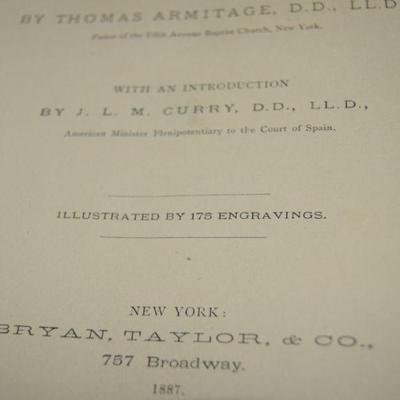 BY THOMAS ARMITAGE, D.D., LL.D
Pastor of the Fifth Avenue Baptist Church, New York.
WITH AN INTRODUCTION
BY J. L. M. CURRY, D.D., LL.D.,
American Minister Plenipotentiary to the Court of Spain.
ILLUSTRATED BY 175 ENGRAVINGS.
NEW YORK:
BRYAN, TAYLOR, & CO.,
757 Broadway.
1887.